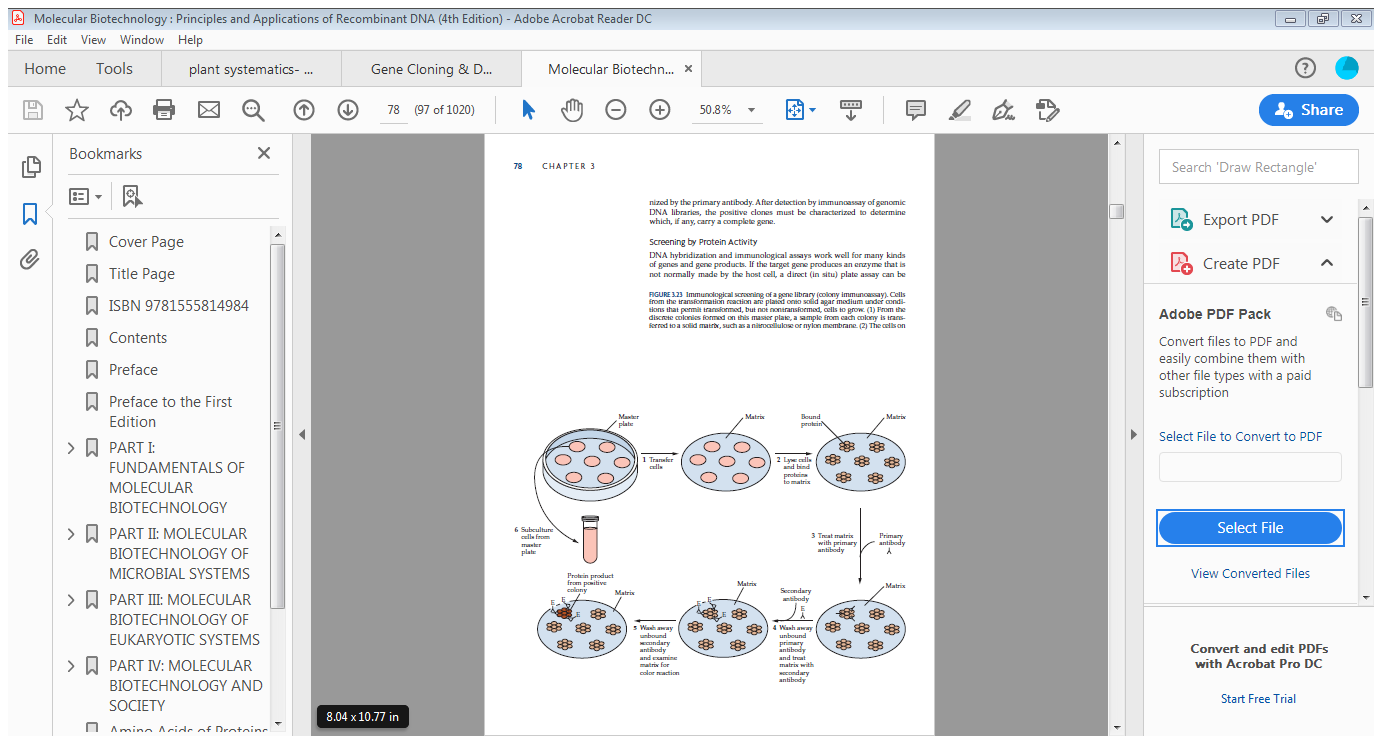 Molecular Biotechnology : Principles and Applications of Recombinant DNA (4th Edition) - Adobe Acrobat Reader DC
File Edit View Window Help
Home Tools plant systematics- ... Gene Cloning & D... Molecular Biotechn... ×
78 (97 of 1020) 50.8% Share
Bookmarks
Cover Page
Title Page
ISBN 9781555814984
Contents
Preface
Preface to the First
Edition
PART I:
FUNDAMENTALS OF
MOLECULAR
BIOTECHNOLOGY
PART II: MOLECULAR
BIOTECHNOLOGY OF
MICROBIAL SYSTEMS
PART III: MOLECULAR
BIOTECHNOLOGY OF
EUKARYOTIC SYSTEMS
PART IV: MOLECULAR
BIOTECHNOLOGY AND
SOCIETY
Amino Acids of Proteins
78 CHAPTER 3
nized by the primary antibody. After detection by immunoassay of genomic
DNA libraries, the positive clones must be characterized to determine
which, if any, carry a complete gene.
Screening by Protein Activity
DNA hybridization and immunological assays work well for many kinds
of genes and gene products. If the target gene produces an enzyme that is
not normally made by the host cell, a direct (in situ) plate assay can be
FIGURE 3.23 Immunological screening of a gene library (colony immunoassay). Cells
from the transformation reaction are plated onto solid agar medium under condi-
tions that permit transformed, but not nontransformed, cells to grow. (1) From the
discrete colonies formed on this master plate, a sample from each colony is trans-
ferred to a solid matrix, such as a nitrocellulose or nylon membrane. (2) The cells on
Master
plate
1 Transfer
cells
Matrix
2 Lyse cells
and bind
proteins
to matrix
Bound
protein
Matrix
3 Treat matrix
with primary
antibody
Primary
antibody
Matrix
Secondary
antibody
E
4 Wash away
unbound
primary
antibody
and treat
matrix with
secondary
antibody
Matrix
E E E
5 Wash away
unbound
secondary
antibody
and examine
matrix for
color reaction
Protein product
from positive
colony
Matrix
E E E
6 Subculture
cells from
master
plate
8.04 x 10.77 in
Search 'Draw Rectangle'
Export PDF
Create PDF
Adobe PDF Pack
Convert files to PDF and
easily combine them with
other file types with a paid
subscription
Select File to Convert to PDF
Select File
View Converted Files
Convert and edit PDFs
with Acrobat Pro DC
Start Free Trial